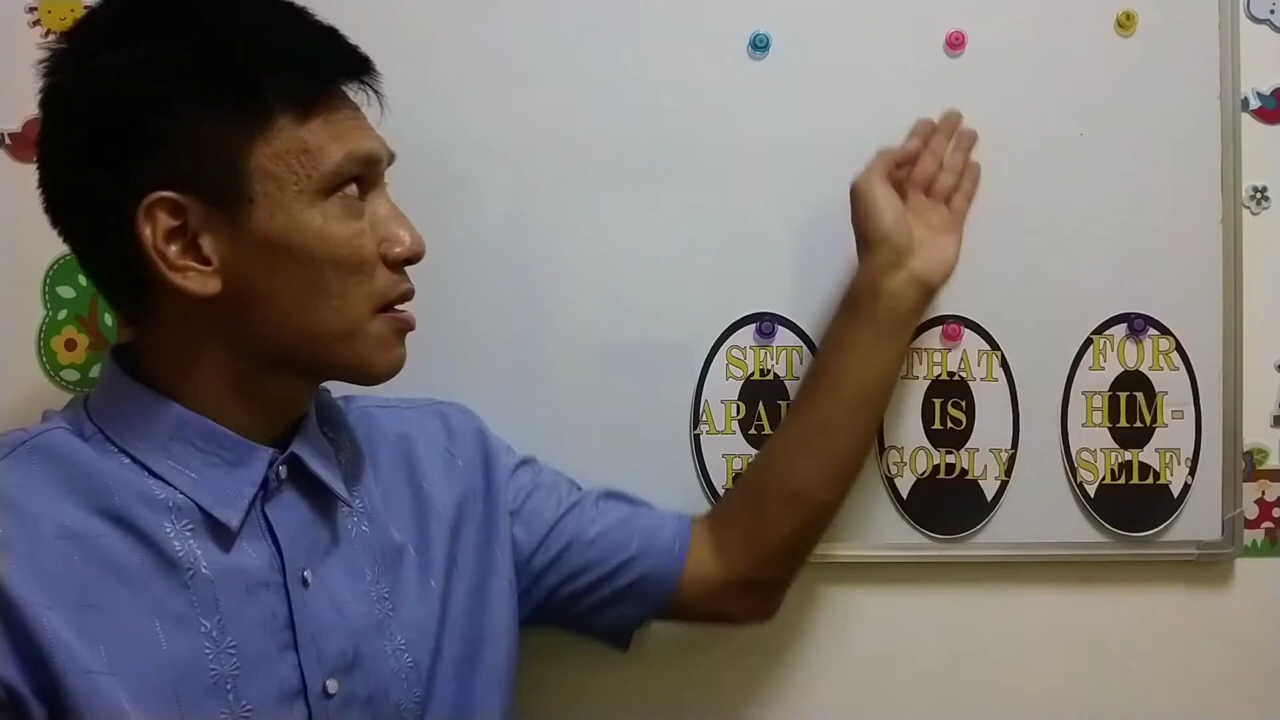 SET
THAT
IS
GODLY
FOR
HIM-
SELF: